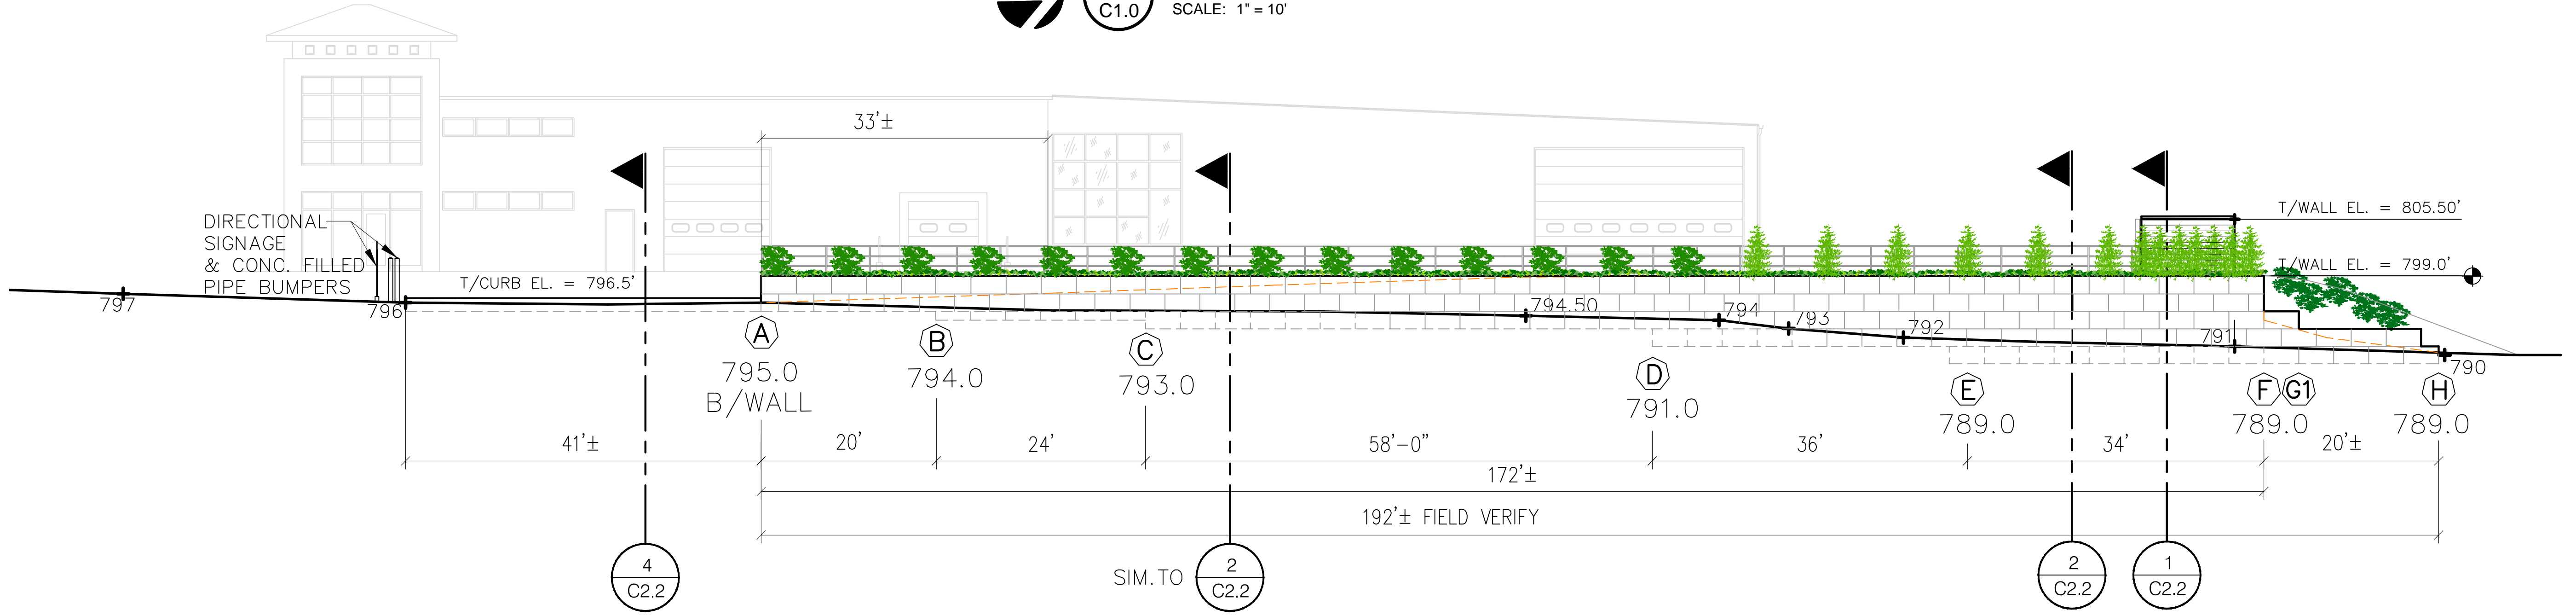 C1.0
SCALE: 1" = 10'
33'±
DIRECTIONAL
SIGNAGE
& CONC. FILLED
PIPE BUMPERS
T/CURB EL. = 796.5'
T/WALL EL. = 805.50'
T/WALL EL. = 799.0'
797
796
794.50
794
793
792
791
790
A
795.0
B/WALL
B
794.0
C
793.0
D
791.0
E
789.0
F
789.0
G1
H
789.0
41'±
20'
24'
58'-0"
36'
34'
20'±
172'±
192'± FIELD VERIFY
4
C2.2
SIM.TO
2
C2.2
2
C2.2
1
C2.2